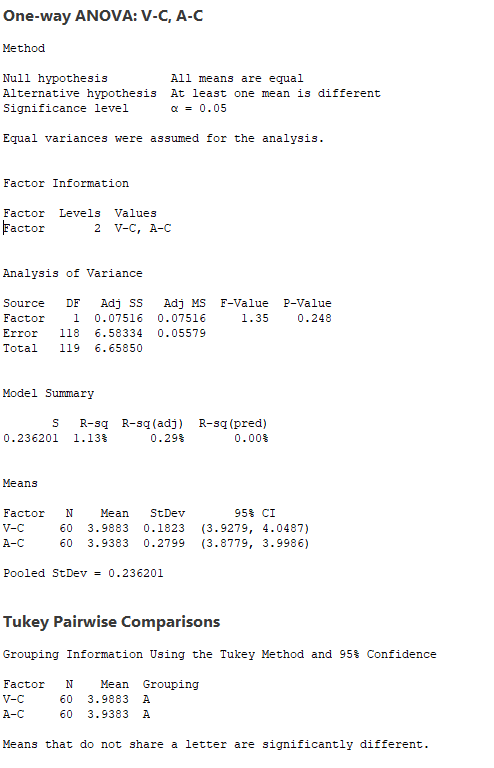 One-way ANOVA: V-C, A-C
Method
Null hypothesis All means are equal
Alternative hypothesis At least one mean is different
Significance level α = 0.05
Equal variances were assumed for the analysis.
Factor Information
Factor Levels Values
Factor 2 V-C, A-C
Analysis of Variance
Source DF Adj SS Adj MS F-Value P-Value
Factor 1 0.07516 0.07516 1.35 0.248
Error 118 6.58334 0.05579
Total 119 6.65850
Model Summary
S R-sq R-sq(adj) R-sq(pred)
0.236201 1.13% 0.29% 0.00%
Means
Factor N Mean StDev 95% CI
V-C 60 3.9883 0.1823 (3.9279, 4.0487)
A-C 60 3.9383 0.2799 (3.8779, 3.9986)
Pooled StDev = 0.236201
Tukey Pairwise Comparisons
Grouping Information Using the Tukey Method and 95% Confidence
Factor N Mean Grouping
V-C 60 3.9883 A
A-C 60 3.9383 A
Means that do not share a letter are significantly different.